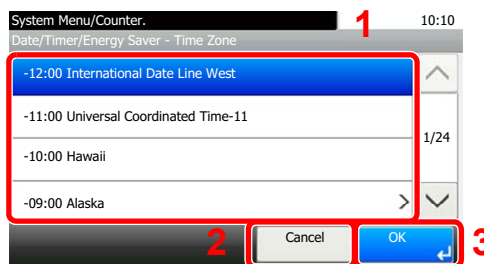 System Menu/Counter. 1 10:10
Date/Timer/Energy Saver - Time Zone
-12:00 International Date Line West
-11:00 Universal Coordinated Time-11
1/24
-10:00 Hawaii
-09:00 Alaska
2 Cancel OK 3